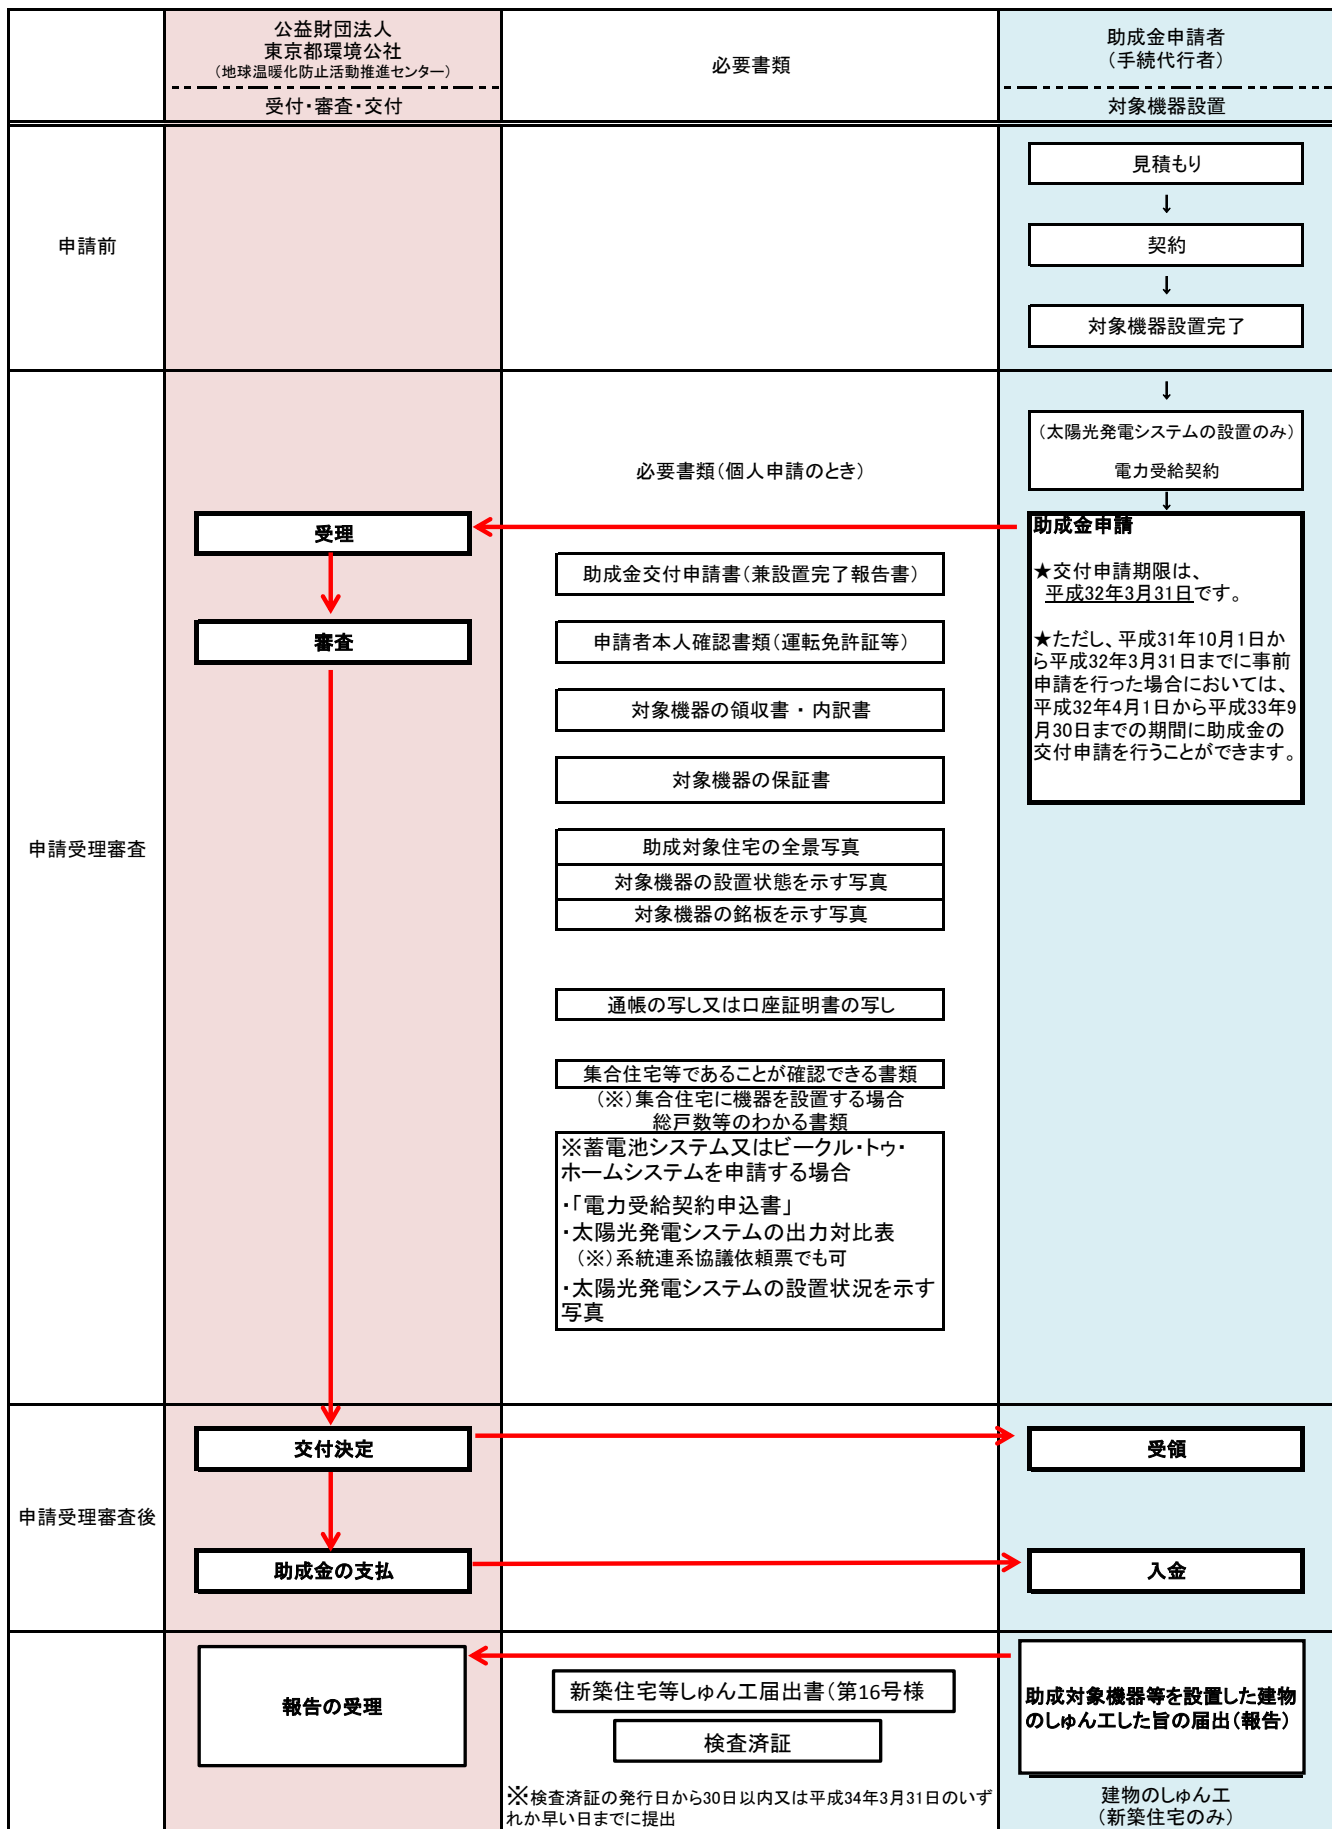 公益財団法人
東京都環境公社
（地球温暖化防止活動推進センター）
受付・審査・交付
必要書類
助成金申請者
（手続代行者）
対象機器設置
申請前
見積もり
↓
契約
↓
対象機器設置完了
申請受理審査
↓
（太陽光発電システムの設置のみ）
電力受給契約
↓
必要書類（個人申請のとき）
受理
審査
助成金申請
★交付申請期限は、
平成32年3月31日です。
★ただし、平成31年10月1日か
ら平成32年3月31日までに事前
申請を行った場合においては、
平成32年4月1日から平成33年9
月30日までの期間に助成金の
交付申請を行うことができます。
助成金交付申請書（兼設置完了報告書）
申請者本人確認書類（運転免許証等）
対象機器の領収書 ・ 内訳書
対象機器の保証書
助成対象住宅の全景写真
対象機器の設置状態を示す写真
対象機器の銘板を示す写真
通帳の写し又は口座証明書の写し
集合住宅等であることが確認できる書類
（※）集合住宅に機器を設置する場合
総戸数等のわかる書類
※蓄電池システム又はビークル・トゥ・
ホームシステムを申請する場合
・「電力受給契約申込書」
・太陽光発電システムの出力対比表
（※）系統連系協議依頼票でも可
・太陽光発電システムの設置状況を示す
写真
申請受理審査後
交付決定
受領
助成金の支払
入金
報告の受理
新築住宅等しゅん工届出書（第16号様
検査済証
※検査済証の発行日から30日以内又は平成34年3月31日のいず
れか早い日までに提出
助成対象機器等を設置した建物
のしゅん工した旨の届出（報告）
建物のしゅん工
（新築住宅のみ）